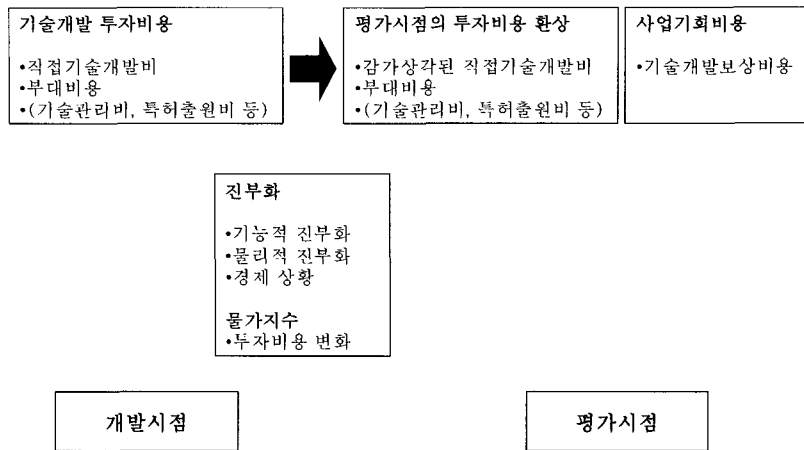 기술개발 투자비용
•직접기술개발비
•부대비용
•(기술관리비, 특허출원비 등)
평가시점의 투자비용 환상
•감가상각된 직접기술개발비
•부대비용
•(기술관리비, 특허출원비 등)
사업기회비용
•기술개발보상비용
진부화
•기능적 진부화
•물리적 진부화
•경제 상황
물가지수
•투자비용 변화
개발시점
평가시점